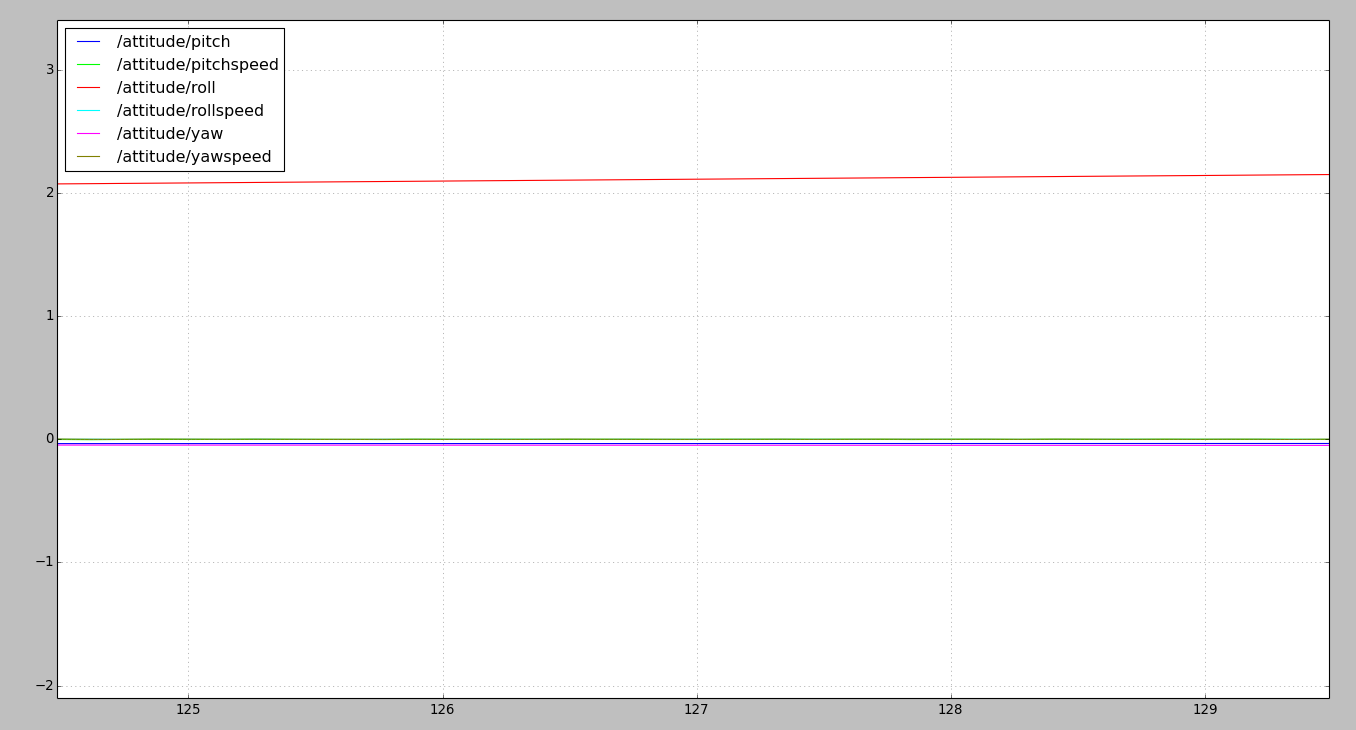 /attitude/pitch
/attitude/pitchspeed
/attitude/roll
/attitude/rollspeed
/attitude/yaw
/attitude/yawspeed
3
2
1
0
−1
−2
125 126 127 128 129